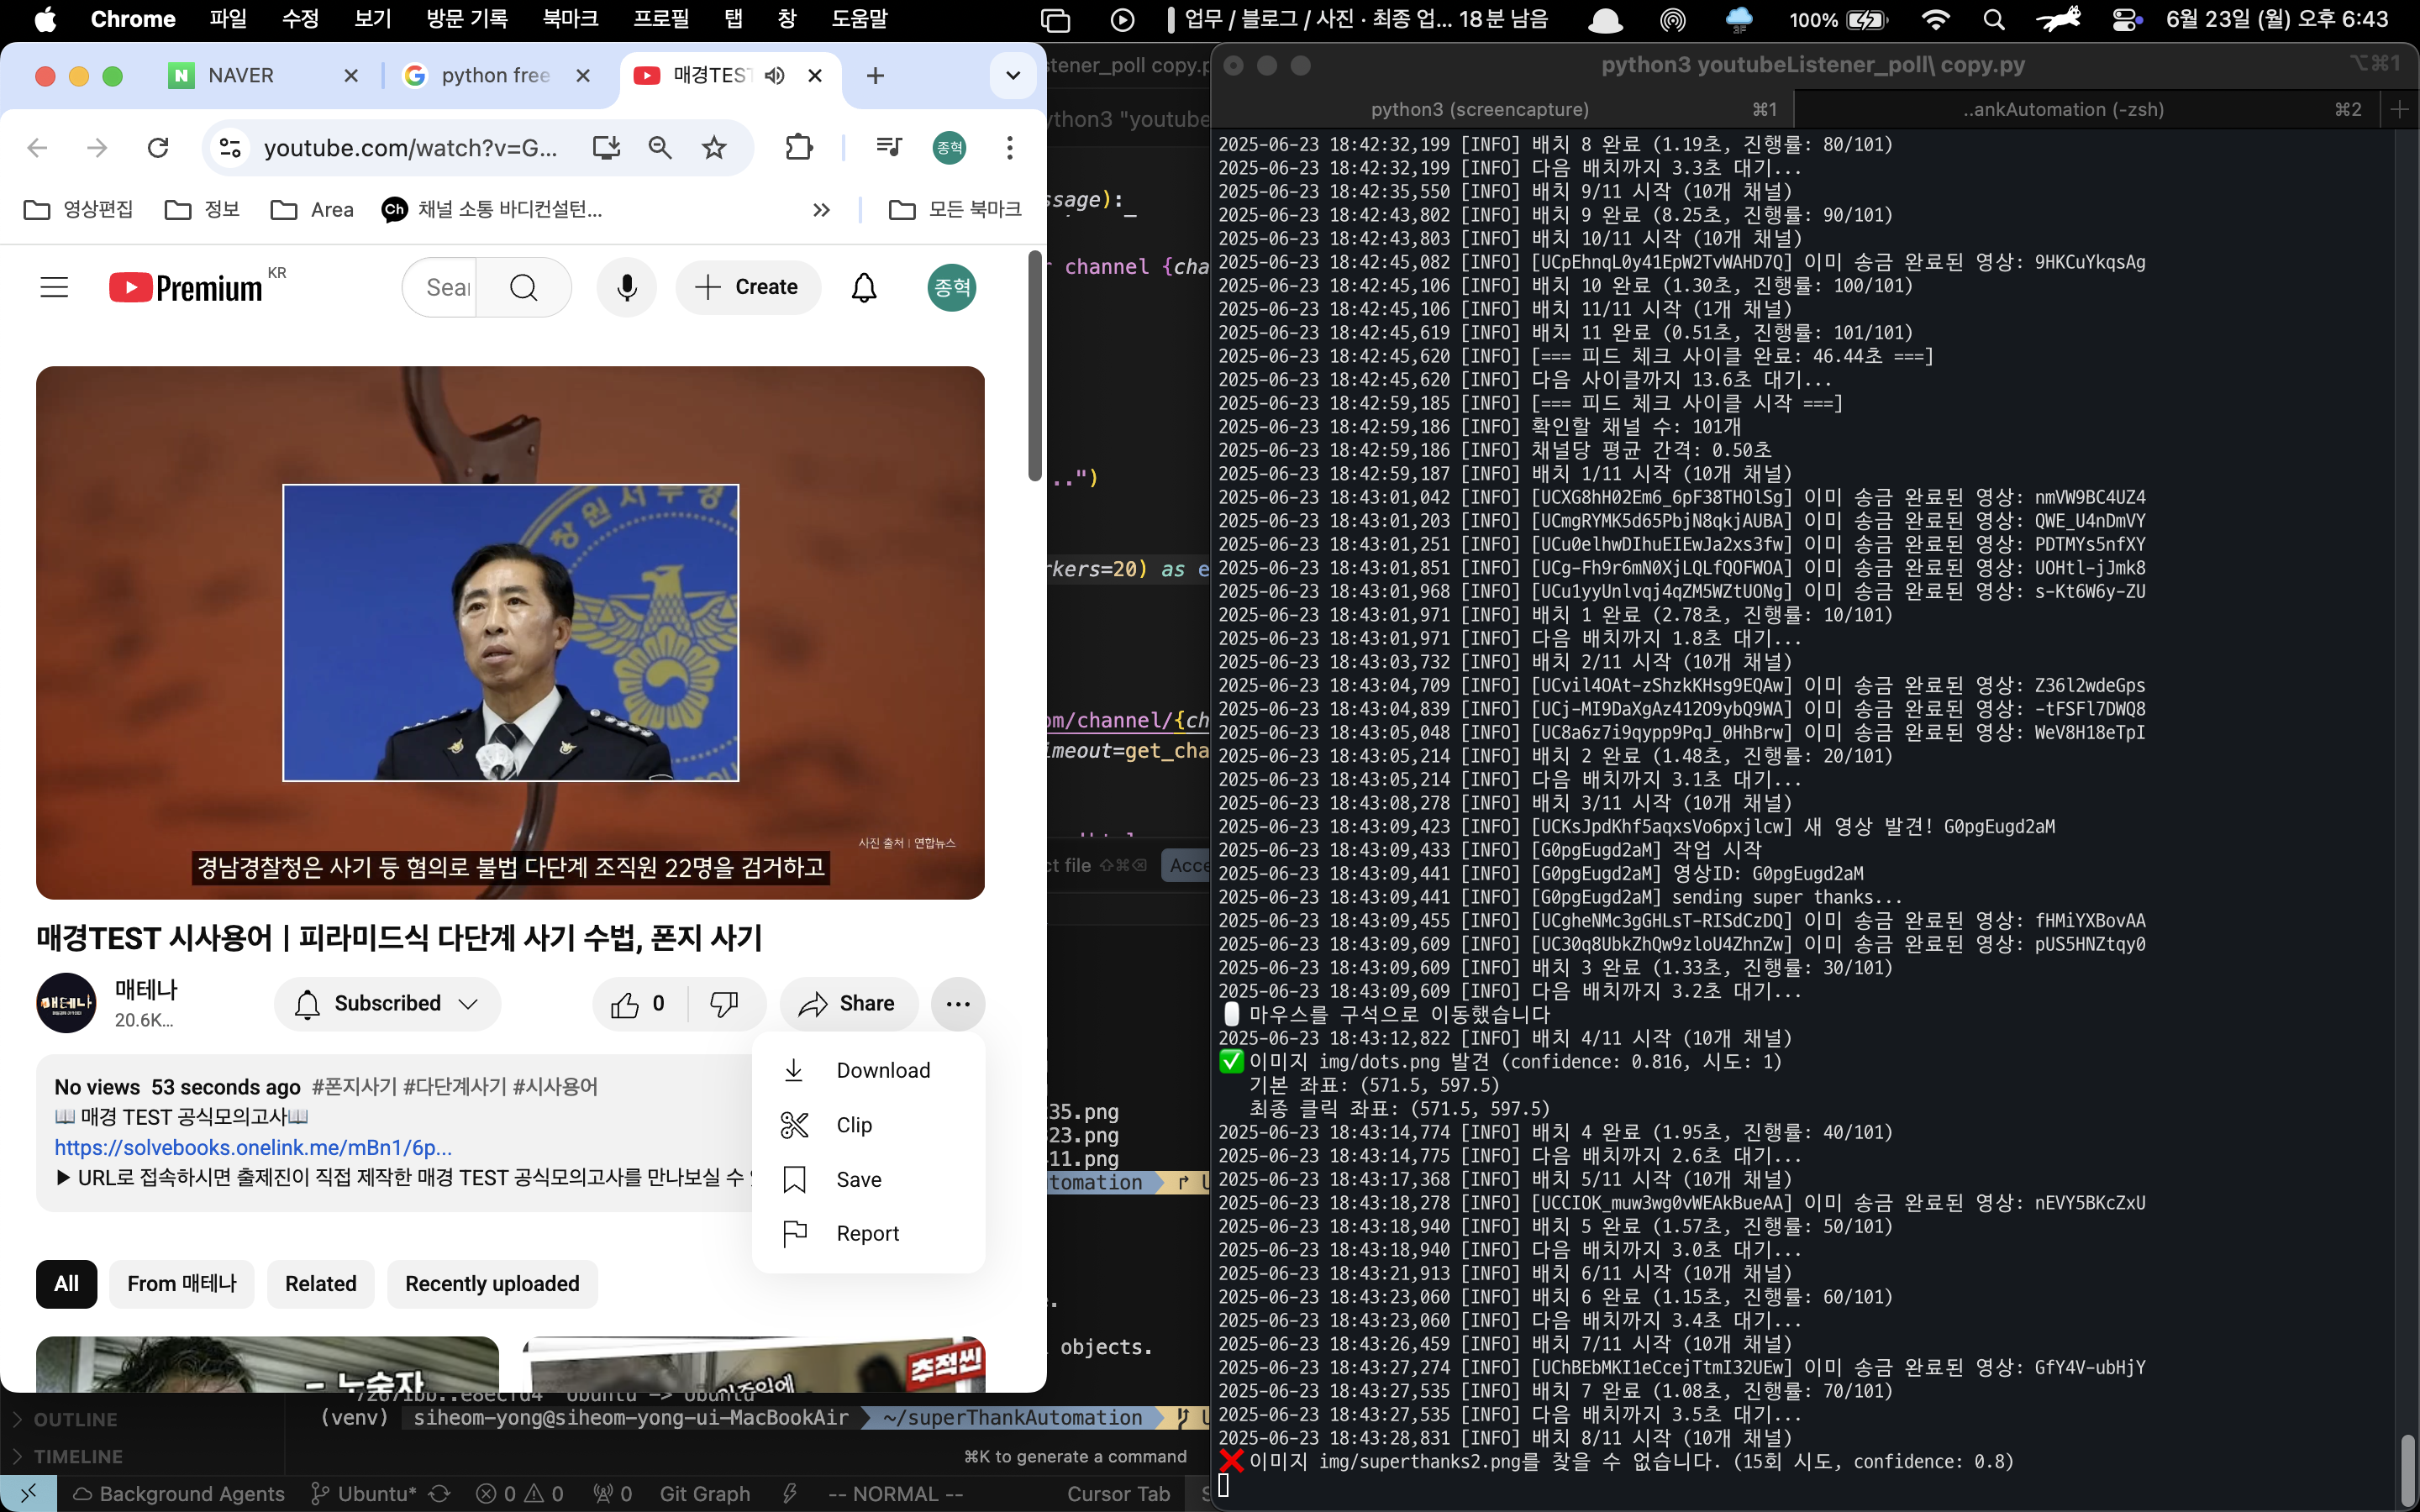 Chrome 파일 수정 보기 방문 기록 북마크 프로필 탭 창 도움말 업무 / 블로그 / 사진 · 최종 업... 18분 남음 100% 6월 23일 (월) 오후 6:43
NAVER
python free
매경TEST
youtube.com/watch?v=G...
종혁
영상편집 정보 Area 채널 소통 바디컨설턴... 모든 북마크
Premium KR
Create
종혁
사진 출처 | 연합뉴스
경남경찰청은 사기 등 혐의로 불법 다단계 조직원 22명을 검거하고
매경TEST 시사용어 | 피라미드식 다단계 사기 수법, 폰지 사기
매테나
20.6K...
Subscribed
0
Share
Download
Clip
Save
Report
No views 53 seconds ago #폰지사기 #다단계사기 #시사용어
📖 매경 TEST 공식모의고사📖
https://solvebooks.onelink.me/mBn1/6p...
▶ URL로 접속하시면 출제진이 직접 제작한 매경 TEST 공식모의고사를 만나보실 수
All From 매테나 Related Recently uploaded
노숙자
추적씬
stener_poll copy.p
ython3 "youtube
ssage):
r channel {cha
..")
rkers=20) as e
om/channel/{ch
imeout=get_cha
ct file Acce
35.png
23.png
11.png
tomation
objects.
(venv) siheom-yong@siheom-yong-ui-MacBookAir ~/superThankAutomation
⌘K to generate a command
OUTLINE
TIMELINE
Background Agents Ubuntu* 0 0 0 Git Graph -- NORMAL -- Cursor Tab
python3 youtubeListener_poll\ copy.py ⌥⌘1
python3 (screencapture) ⌘1 ..ankAutomation (-zsh) ⌘2
2025-06-23 18:42:32,199 [INFO] 배치 8 완료 (1.19초, 진행률: 80/101)
2025-06-23 18:42:32,199 [INFO] 다음 배치까지 3.3초 대기...
2025-06-23 18:42:35,550 [INFO] 배치 9/11 시작 (10개 채널)
2025-06-23 18:42:43,802 [INFO] 배치 9 완료 (8.25초, 진행률: 90/101)
2025-06-23 18:42:43,803 [INFO] 배치 10/11 시작 (10개 채널)
2025-06-23 18:42:45,082 [INFO] [UCpEhnqL0y41EpW2TvWAHD7Q] 이미 송금 완료된 영상: 9HKCuYkqsAg
2025-06-23 18:42:45,106 [INFO] 배치 10 완료 (1.30초, 진행률: 100/101)
2025-06-23 18:42:45,106 [INFO] 배치 11/11 시작 (1개 채널)
2025-06-23 18:42:45,619 [INFO] 배치 11 완료 (0.51초, 진행률: 101/101)
2025-06-23 18:42:45,620 [INFO] [=== 피드 체크 사이클 완료: 46.44초 ===]
2025-06-23 18:42:45,620 [INFO] 다음 사이클까지 13.6초 대기...
2025-06-23 18:42:59,185 [INFO] [=== 피드 체크 사이클 시작 ===]
2025-06-23 18:42:59,186 [INFO] 확인할 채널 수: 101개
2025-06-23 18:42:59,186 [INFO] 채널당 평균 간격: 0.50초
2025-06-23 18:42:59,187 [INFO] 배치 1/11 시작 (10개 채널)
2025-06-23 18:43:01,042 [INFO] [UCXG8hH02Em6_6pF38THOlSg] 이미 송금 완료된 영상: nmVW9BC4UZ4
2025-06-23 18:43:01,203 [INFO] [UCmgRYMK5d65PbjN8qkjAUBA] 이미 송금 완료된 영상: QWE_U4nDmVY
2025-06-23 18:43:01,251 [INFO] [UCu0elhwDIhuEIEwJa2xs3fw] 이미 송금 완료된 영상: PDTMYs5nfXY
2025-06-23 18:43:01,851 [INFO] [UCg-Fh9r6mN0XjLQLfQOFWOA] 이미 송금 완료된 영상: UOHtl-jJmk8
2025-06-23 18:43:01,968 [INFO] [UCu1yyUnlvqj4qZM5WZtUONg] 이미 송금 완료된 영상: s-Kt6W6y-ZU
2025-06-23 18:43:01,971 [INFO] 배치 1 완료 (2.78초, 진행률: 10/101)
2025-06-23 18:43:01,971 [INFO] 다음 배치까지 1.8초 대기...
2025-06-23 18:43:03,732 [INFO] 배치 2/11 시작 (10개 채널)
2025-06-23 18:43:04,709 [INFO] [UCvil4OAt-zShzkKHsg9EQAw] 이미 송금 완료된 영상: Z36l2wdeGps
2025-06-23 18:43:04,839 [INFO] [UCj-MI9DaXgAz412O9ybQ9WA] 이미 송금 완료된 영상: -tFSFl7DWQ8
2025-06-23 18:43:05,048 [INFO] [UC8a6z7i9qypp9PqJ_0HhBrw] 이미 송금 완료된 영상: WeV8H18eTpI
2025-06-23 18:43:05,214 [INFO] 배치 2 완료 (1.48초, 진행률: 20/101)
2025-06-23 18:43:05,214 [INFO] 다음 배치까지 3.1초 대기...
2025-06-23 18:43:08,278 [INFO] 배치 3/11 시작 (10개 채널)
2025-06-23 18:43:09,423 [INFO] [UCKsJpdKhf5aqxsVo6pxjlcw] 새 영상 발견! G0pgEugd2aM
2025-06-23 18:43:09,433 [INFO] [G0pgEugd2aM] 작업 시작
2025-06-23 18:43:09,441 [INFO] [G0pgEugd2aM] 영상ID: G0pgEugd2aM
2025-06-23 18:43:09,441 [INFO] [G0pgEugd2aM] sending super thanks...
2025-06-23 18:43:09,455 [INFO] [UCgheNMc3gGHLsT-RISdCzDQ] 이미 송금 완료된 영상: fHMiYXBovAA
2025-06-23 18:43:09,609 [INFO] [UC30q8UbkZhQw9zloU4ZhnZw] 이미 송금 완료된 영상: pUS5HNZtqy0
2025-06-23 18:43:09,609 [INFO] 배치 3 완료 (1.33초, 진행률: 30/101)
2025-06-23 18:43:09,609 [INFO] 다음 배치까지 3.2초 대기...
마우스를 구석으로 이동했습니다
2025-06-23 18:43:12,822 [INFO] 배치 4/11 시작 (10개 채널)
✅이미지 img/dots.png 발견 (confidence: 0.816, 시도: 1)
기본 좌표: (571.5, 597.5)
최종 클릭 좌표: (571.5, 597.5)
2025-06-23 18:43:14,774 [INFO] 배치 4 완료 (1.95초, 진행률: 40/101)
2025-06-23 18:43:14,775 [INFO] 다음 배치까지 2.6초 대기...
2025-06-23 18:43:17,368 [INFO] 배치 5/11 시작 (10개 채널)
2025-06-23 18:43:18,278 [INFO] [UCCIOK_muw3wg0vWEAkBueAA] 이미 송금 완료된 영상: nEVY5BKcZxU
2025-06-23 18:43:18,940 [INFO] 배치 5 완료 (1.57초, 진행률: 50/101)
2025-06-23 18:43:18,940 [INFO] 다음 배치까지 3.0초 대기...
2025-06-23 18:43:21,913 [INFO] 배치 6/11 시작 (10개 채널)
2025-06-23 18:43:23,060 [INFO] 배치 6 완료 (1.15초, 진행률: 60/101)
2025-06-23 18:43:23,060 [INFO] 다음 배치까지 3.4초 대기...
2025-06-23 18:43:26,459 [INFO] 배치 7/11 시작 (10개 채널)
2025-06-23 18:43:27,274 [INFO] [UChBEbMKI1eCcejTtmI32UEw] 이미 송금 완료된 영상: GfY4V-ubHjY
2025-06-23 18:43:27,535 [INFO] 배치 7 완료 (1.08초, 진행률: 70/101)
2025-06-23 18:43:27,535 [INFO] 다음 배치까지 3.5초 대기...
2025-06-23 18:43:28,831 [INFO] 배치 8/11 시작 (10개 채널)
❌이미지 img/superthanks2.png를 찾을 수 없습니다. (15회 시도, confidence: 0.8)